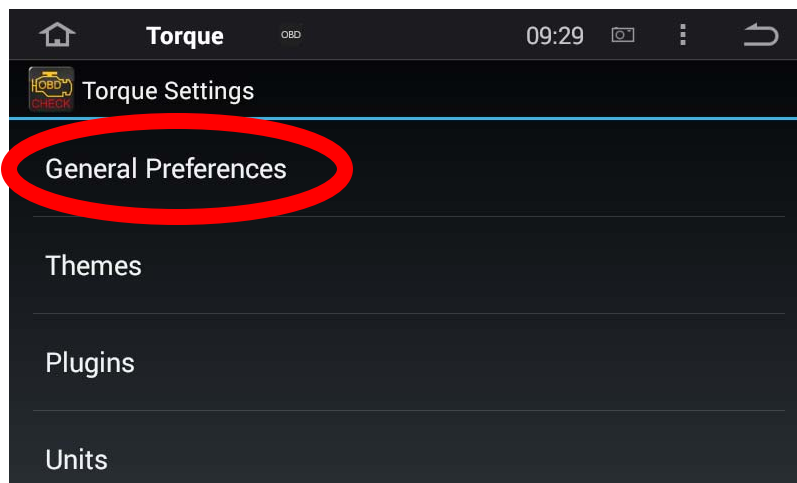 Torque OBD 09:29
OBD
CHECK
Torque Settings
General Preferences
Themes
Plugins
Units